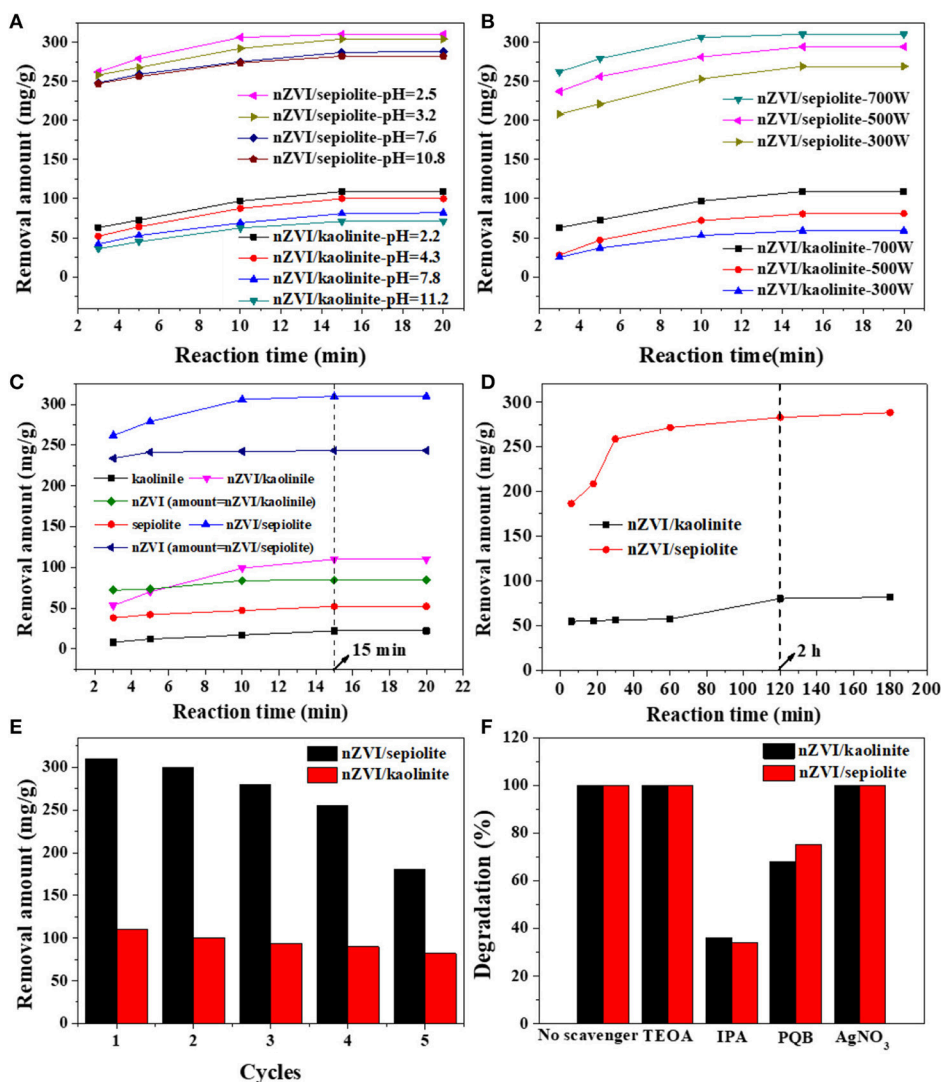 A
Removal amount (mg/g)
300
250
200
150
100
50
0
nZVI/sepiolite-pH=2.5
nZVI/sepiolite-pH=3.2
nZVI/sepiolite-pH=7.6
nZVI/sepiolite-pH=10.8
nZVI/kaolinite-pH=2.2
nZVI/kaolinite-pH=4.3
nZVI/kaolinite-pH=7.8
nZVI/kaolinite-pH=11.2
2 4 6 8 10 12 14 16 18 20 22
Reaction time (min)
B
Removal amount (mg/g)
300
250
200
150
100
50
0
nZVI/sepiolite-700W
nZVI/sepiolite-500W
nZVI/sepiolite-300W
nZVI/kaolinite-700W
nZVI/kaolinite-500W
nZVI/kaolinite-300W
2 4 6 8 10 12 14 16 18 20 22
Reaction time(min)
C
Removal amount (mg/g)
300
250
200
150
100
50
0
kaolinile nZVI/kaolinile
nZVI (amount=nZVI/kaolinile)
sepiolite nZVI/sepiolite
nZVI (amount=nZVI/sepiolite)
15 min
2 4 6 8 10 12 14 16 18 20 22
Reaction time (min)
D
Removal amount (mg/g)
300
250
200
150
100
50
0
nZVI/kaolinite
nZVI/sepiolite
2 h
0 20 40 60 80 100 120 140 160 180 200
Reaction time (min)
E
Removal amount (mg/g)
300
250
200
150
100
50
0
nZVI/sepiolite
nZVI/kaolinite
1 2 3 4 5
Cycles
F
Degradation (%)
120
100
80
60
40
20
0
nZVI/kaolinite
nZVI/sepiolite
No scavenger TEOA IPA PQB AgNO₃